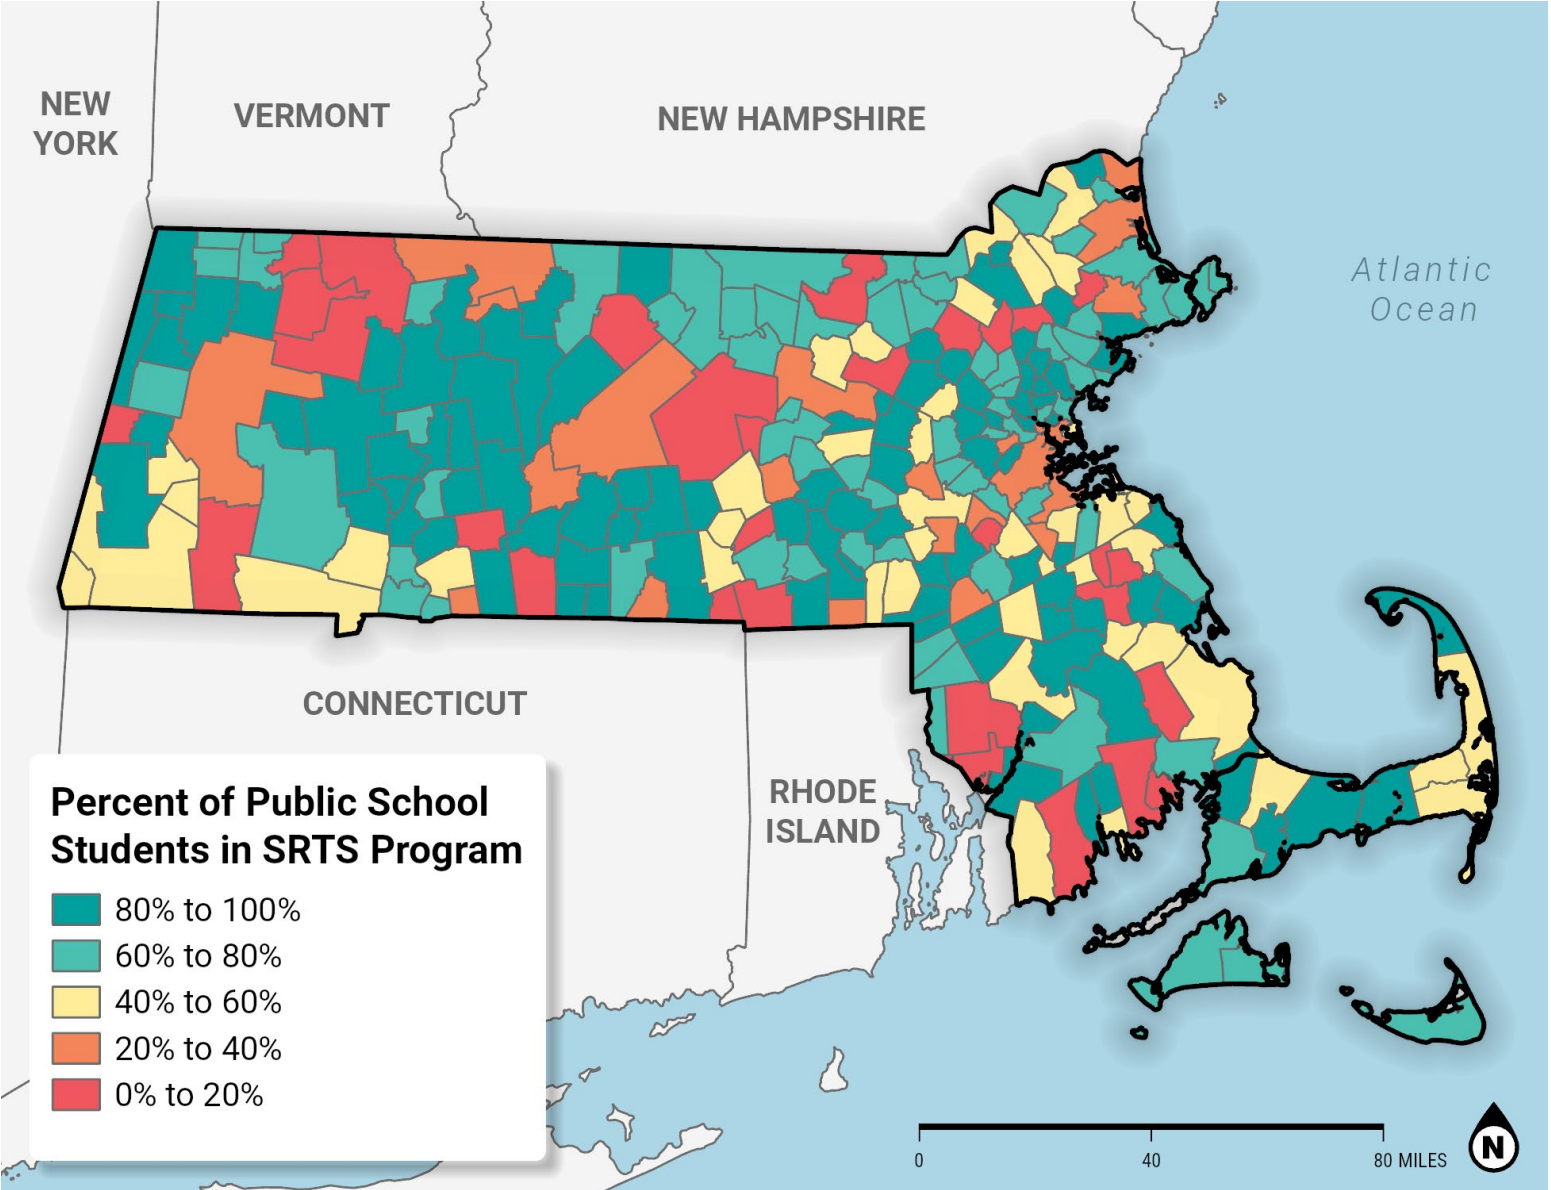 NEW
YORK
VERMONT
NEW HAMPSHIRE
Atlantic
Ocean
CONNECTICUT
RHODE
ISLAND
Percent of Public School
Students in SRTS Program
80% to 100%
60% to 80%
40% to 60%
20% to 40%
0% to 20%
0 40 80 MILES
N